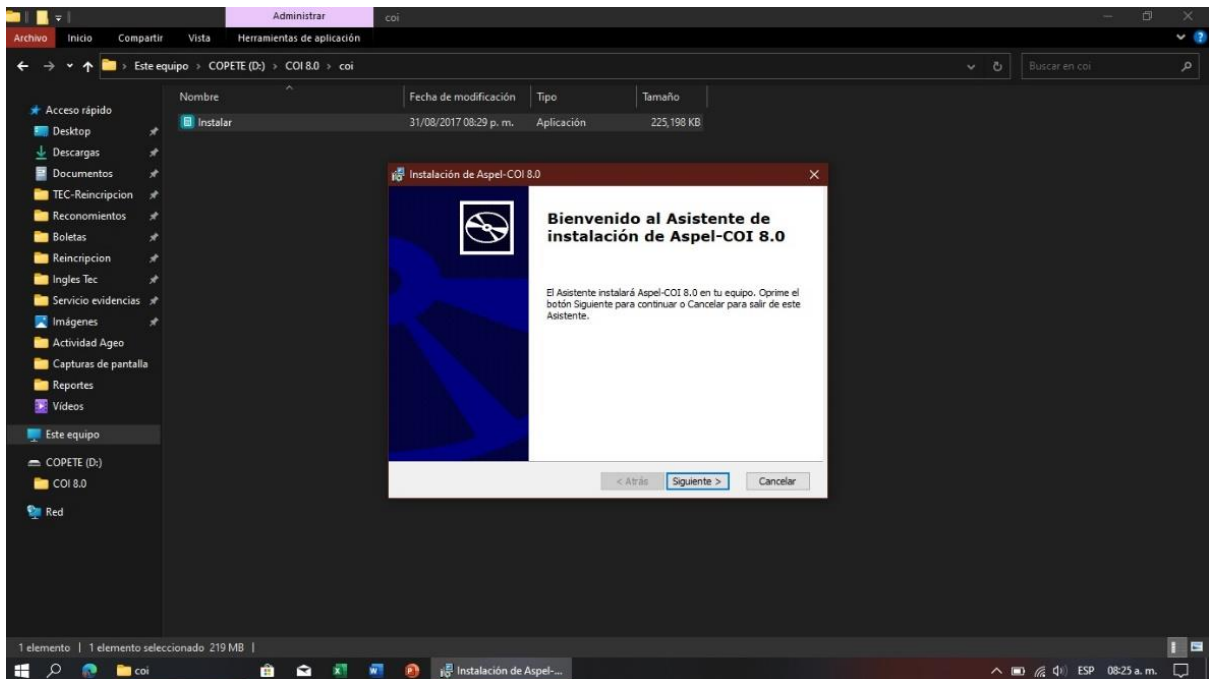 Administrar
coi
Archivo
Inicio
Compartir
Vista
Herramientas de aplicación
Este equipo > COPETE (D:) > COI 8.0 > coi
Buscar en coi
Nombre
Fecha de modificación
Tipo
Tamaño
Instalar
31/08/2017 08:29 p. m.
Aplicación
225,198 KB
Acceso rápido
Desktop
Descargas
Documentos
TEC-Reincripcion
Reconomientos
Boletas
Reincripcion
Ingles Tec
Servicio evidencias
Imágenes
Actividad Ageo
Capturas de pantalla
Reportes
Vídeos
Este equipo
COPETE (D:)
COI 8.0
Red
Instalación de Aspel-COI 8.0
Bienvenido al Asistente de
instalación de Aspel-COI 8.0
El Asistente instalará Aspel-COI 8.0 en tu equipo. Oprime el
botón Siguiente para continuar o Cancelar para salir de este
Asistente.
< Atrás
Siguiente >
Cancelar
1 elemento
1 elemento seleccionado 219 MB
coi
Instalación de Aspel-...
ESP
08:25 a. m.